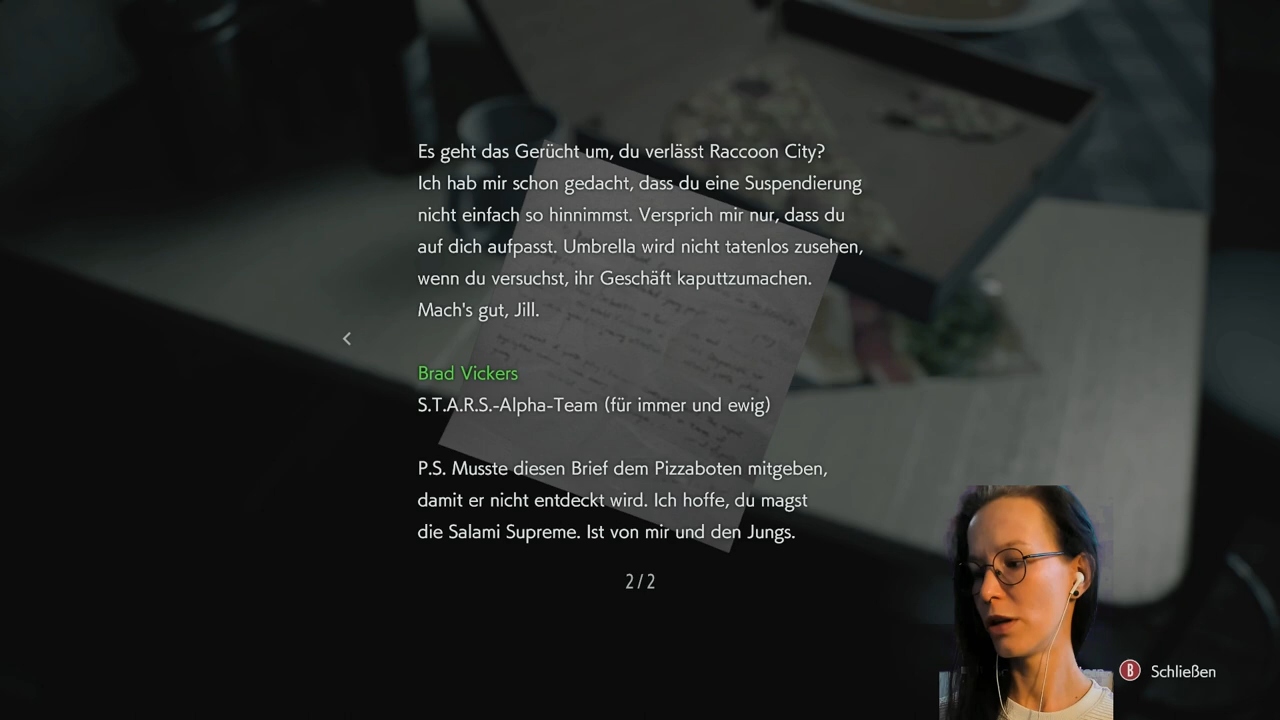 Es geht das Gerücht um, du verlässt Raccoon City?
Ich hab mir schon gedacht, dass du eine Suspendierung
nicht einfach so hinnimmst. Versprich mir nur, dass du
auf dich aufpasst. Umbrella wird nicht tatenlos zusehen,
wenn du versuchst, ihr Geschäft kaputtzumachen.
Mach's gut, Jill.
Brad Vickers
S.T.A.R.S.-Alpha-Team (für immer und ewig)
P.S. Musste diesen Brief dem Pizzaboten mitgeben,
damit er nicht entdeckt wird. Ich hoffe, du magst
die Salami Supreme. Ist von mir und den Jungs.
2/2
B Schließen